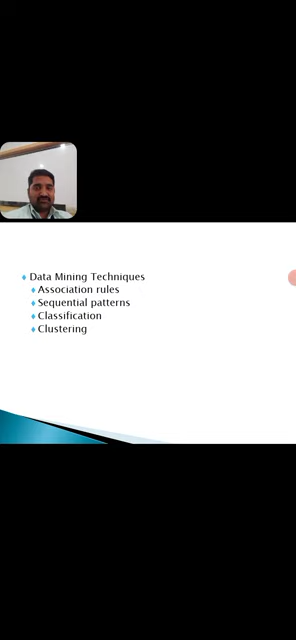 Data Mining Techniques
Association rules
Sequential patterns
Classification
Clustering